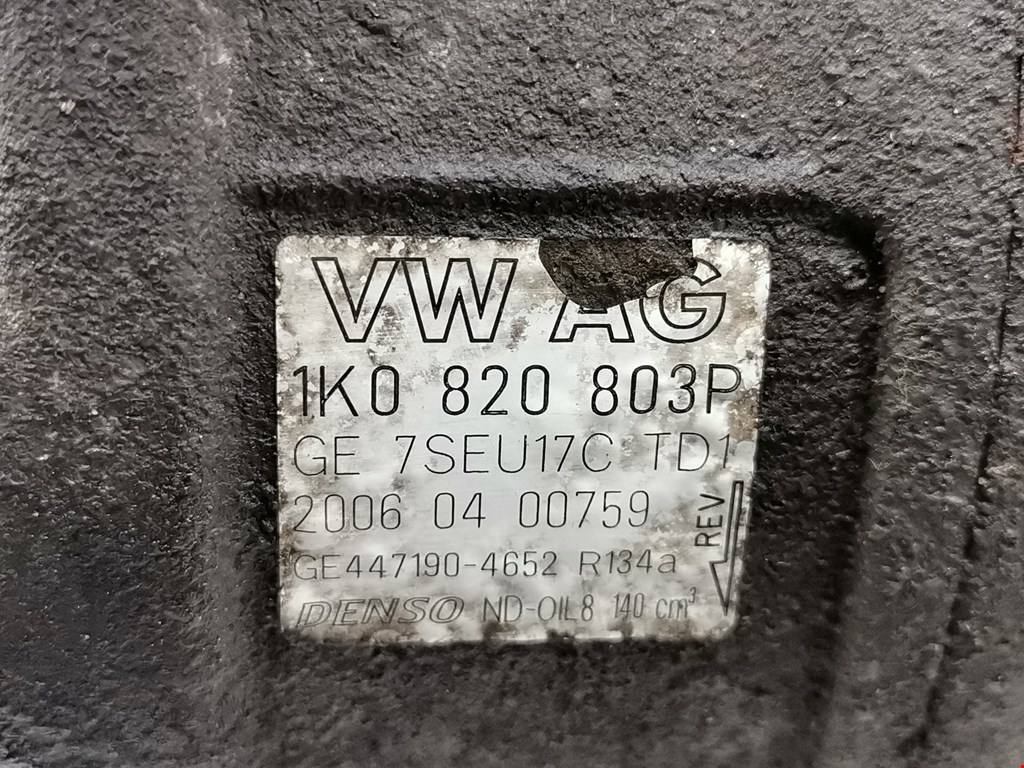 VW AG
1K0 820 803P
GE 7SEU17C TD1
2006 04 00759
REV
GE447190-4652 R134a
DENSO ND-OIL8 140 cm³